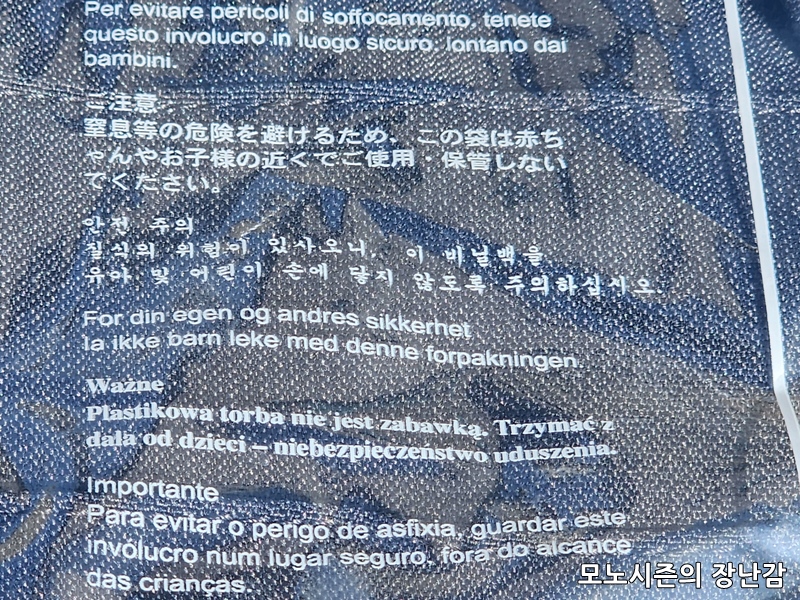 Per evitare pericoli di soffocamento, tenete
questo involucro in luogo sicuro, lontano dai
bambini.
ご注意
窒息等の危険を避けるため、この袋は赤ち
ゃんやお子様の近くでご使用・保管しない
でください。
안전 주의
질식의 위험이 있사오니, 이 비닐백을
유아 및 어린이 손에 닿지 않도록 주의하십시오.
For din egen og andres sikkerhet
la ikke barn leke med denne forpakningen.
Ważne
Plastikowa torba nie jest zabawką. Trzymać z
dala od dzieci – niebezpieczenstwo uduszenia.
Importante
Para evitar o perigo de asfixia, guardar este
involucro num lugar seguro, fora do alcance
das crianças.
모노시즌의 장난감